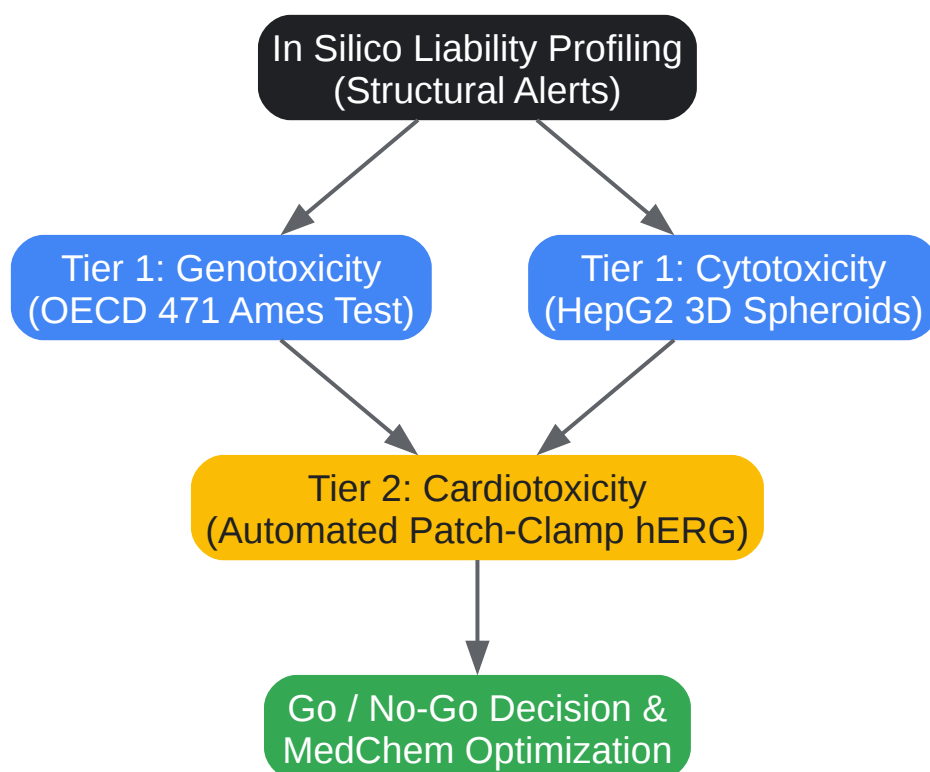 In Silico Liability Profiling
(Structural Alerts)
Tier 1: Genotoxicity
(OECD 471 Ames Test)
Tier 1: Cytotoxicity
(HepG2 3D Spheroids)
Tier 2: Cardiotoxicity
(Automated Patch-Clamp hERG)
Go / No-Go Decision &
MedChem Optimization